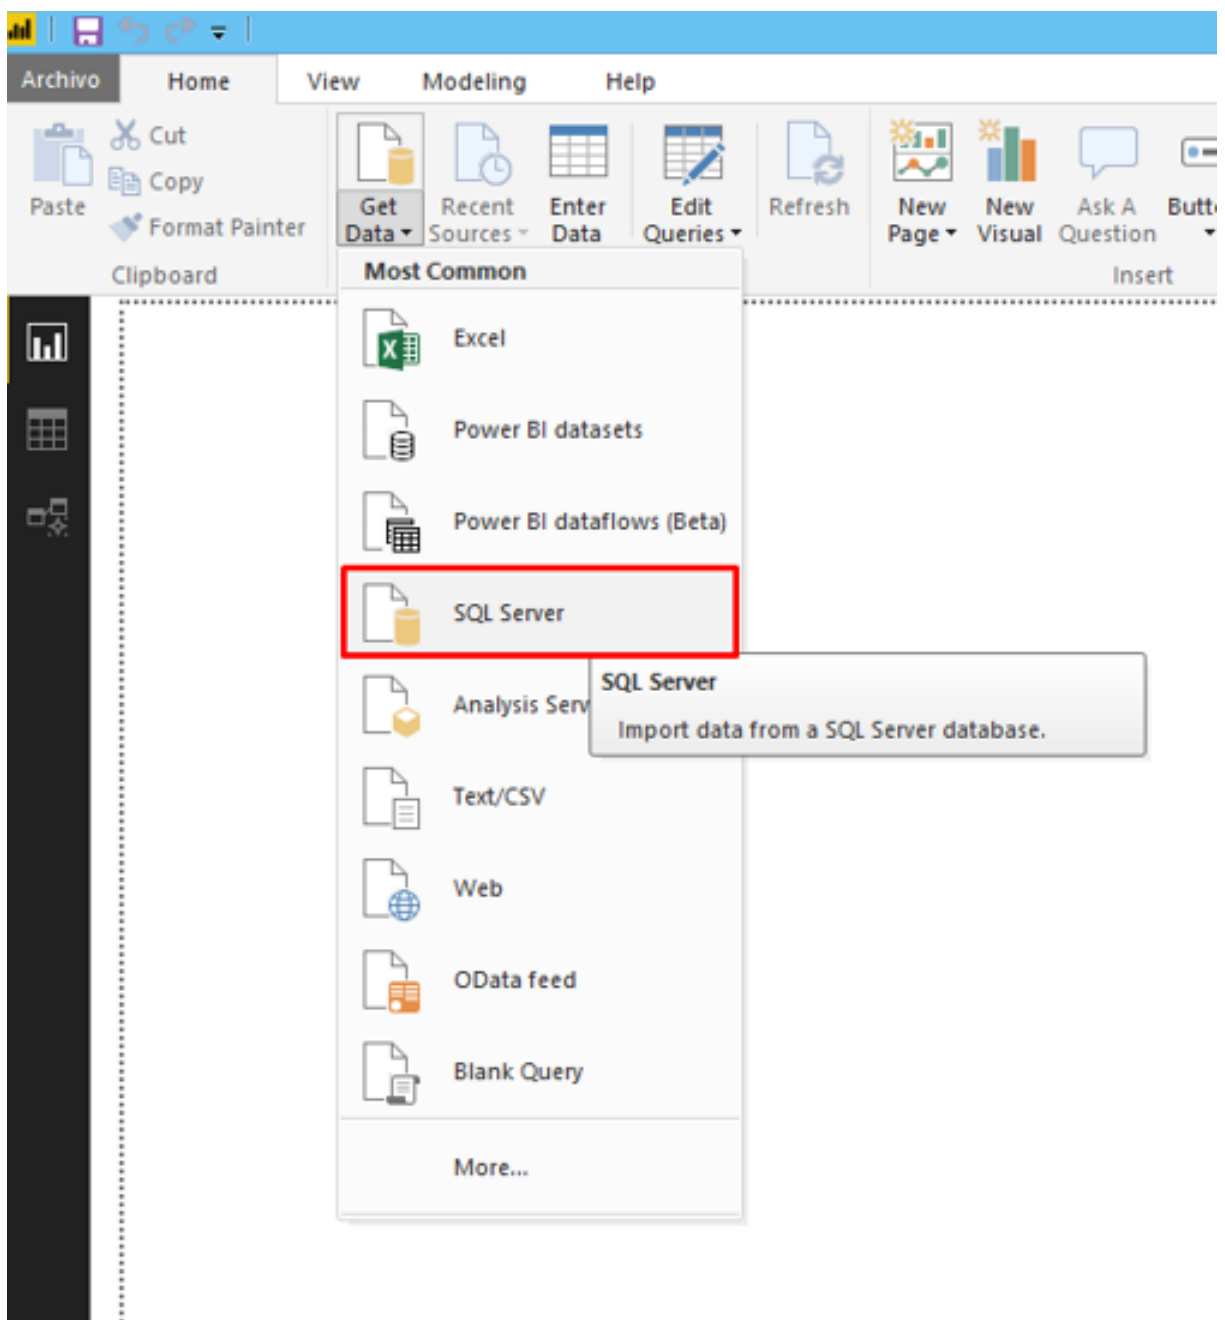 Archivo Home View Modeling Help
Cut
Copy
Format Painter
Paste
Clipboard
Get Data
Recent Sources
Enter Data
Edit Queries
Refresh
New Page
New Visual
Ask A Question
Insert
Most Common
Excel
Power BI datasets
Power BI dataflows (Beta)
SQL Server
SQL Server
Import data from a SQL Server database.
Analysis Serv
Text/CSV
Web
OData feed
Blank Query
More...